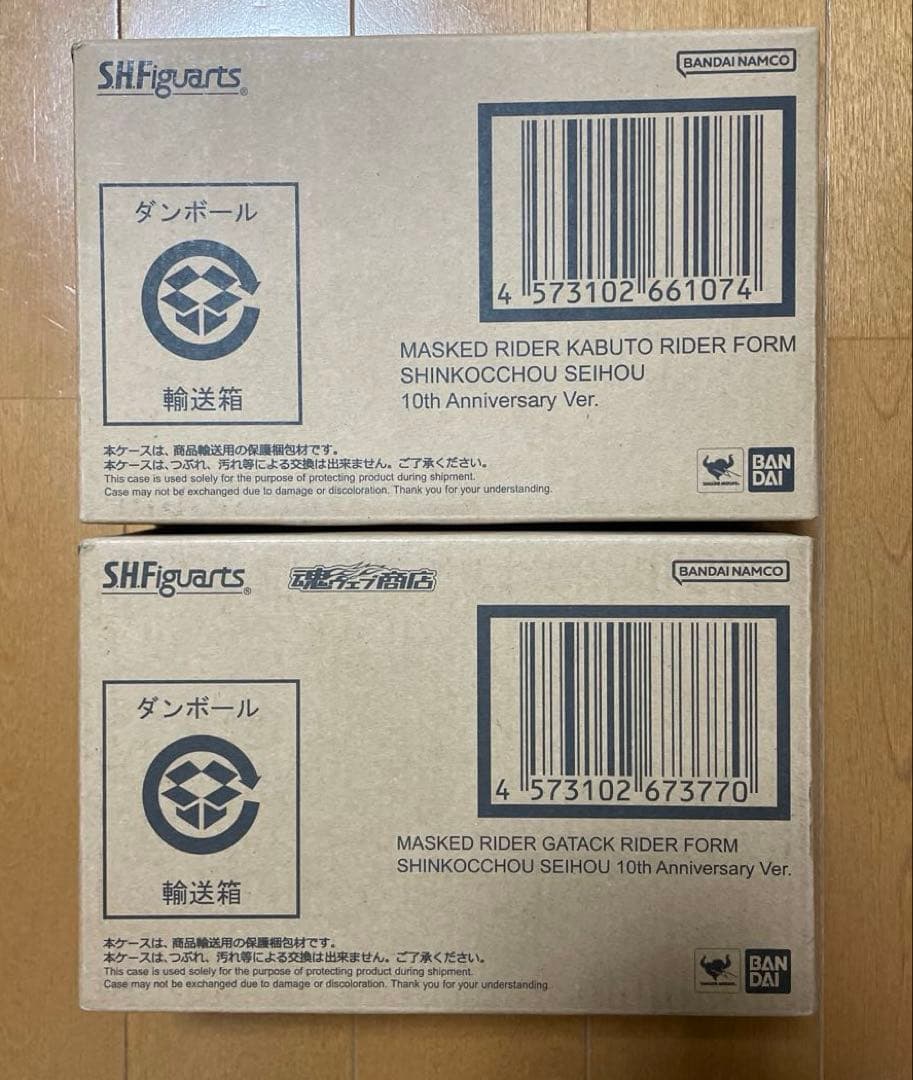 S.H.Figuarts®
BANDAI NAMCO
ダンボール
輸送箱
4 573102 661074
MASKED RIDER KABUTO RIDER FORM
SHINKOCCHOU SEIHOU
10th Anniversary Ver.
本ケースは、商品輸送用の保護梱包材です。
本ケースは、つぶれ、汚れ等による交換は出来ません。ご了承ください。
This case is used solely for the purpose of protecting product during shipment.
Case may not be exchanged due to damage or discoloration. Thank you for your understanding.
BAN
DAI
S.H.Figuarts®
魂ウェブ商店
BANDAI NAMCO
ダンボール
輸送箱
4 573102 673770
MASKED RIDER GATACK RIDER FORM
SHINKOCCHOU SEIHOU 10th Anniversary Ver.
本ケースは、商品輸送用の保護梱包材です。
本ケースは、つぶれ、汚れ等による交換は出来ません。ご了承ください。
This case is used solely for the purpose of protecting product during shipment.
Case may not be exchanged due to damage or discoloration. Thank you for your understanding.
BAN
DAI